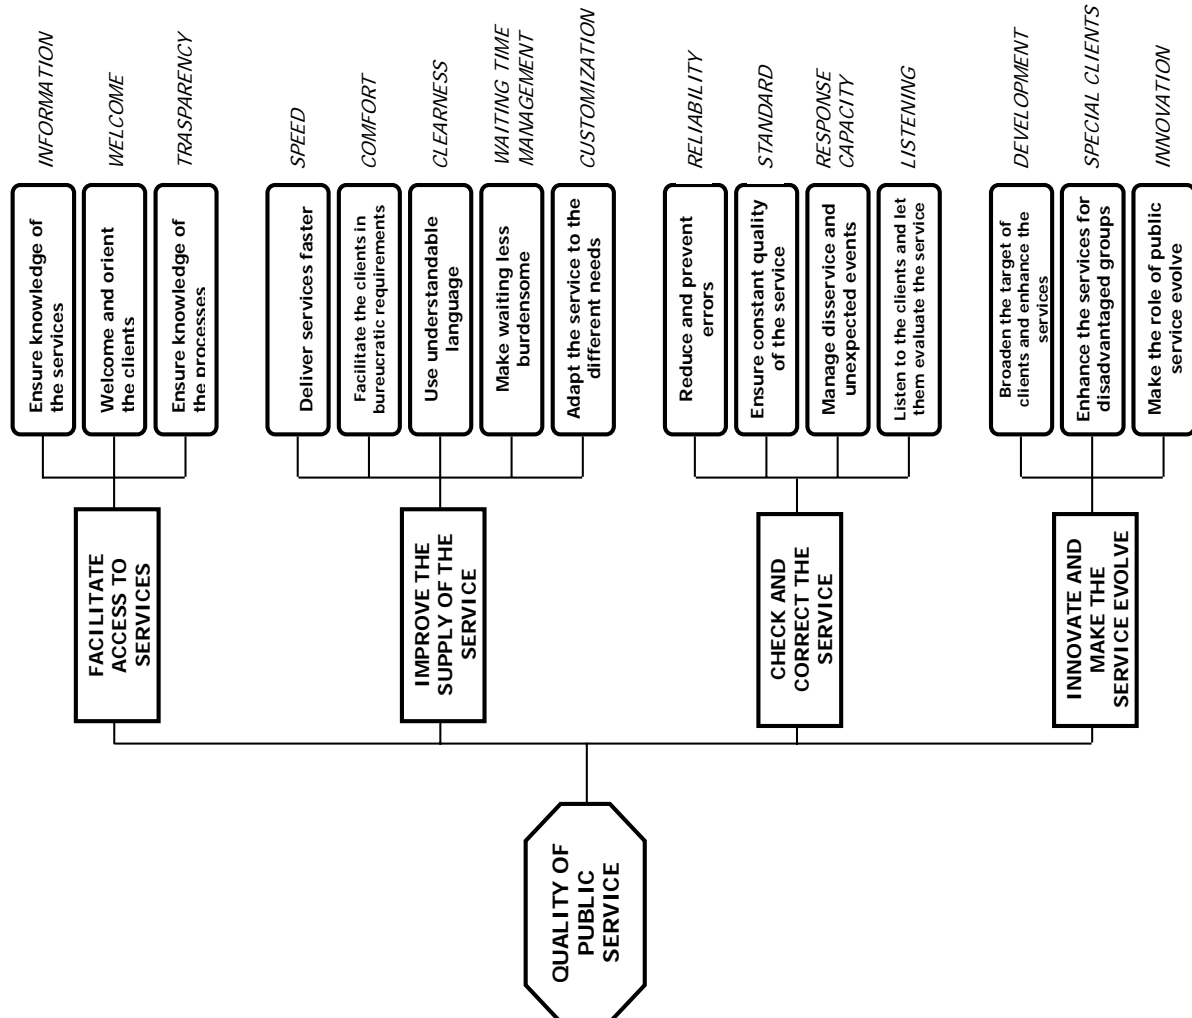 QUALITY OF
PUBLIC
SERVICE
FACILITATE
ACCESS TO
SERVICES
Ensure knowledge of
the services
INFORMATION
Welcome and orient
the clients
WELCOME
Ensure knowledge of
the processes
TRASPARENCY
IMPROVE THE
SUPPLY OF THE
SERVICE
Deliver services faster
SPEED
Facilitate the clients in
bureucratic requirements
COMFORT
Use understandable
language
CLEARNESS
Make waiting less
burdensome
WAITING TIME
MANAGEMENT
Adapt the service to the
different needs
CUSTOMIZATION
CHECK AND
CORRECT THE
SERVICE
Reduce and prevent
errors
RELIABILITY
Ensure constant quality
of the service
STANDARD
Manage disservice and
unexpected events
RESPONSE
CAPACITY
Listen to the clients and let
them evaluate the service
LISTENING
INNOVATE AND
MAKE THE
SERVICE EVOLVE
Broaden the target of
clients and enhance the
services
DEVELOPMENT
Enhance the services for
disadvantaged groups
SPECIAL CLIENTS
Make the role of public
service evolve
INNOVATION